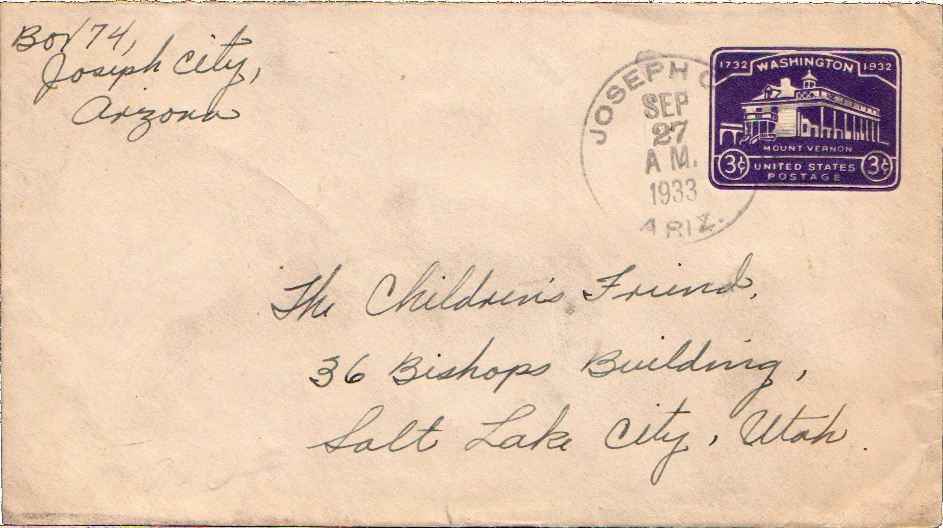 Box 74,
Joseph City,
Arizona
JOSEPH C
SEP
27
A M.
1933
ARIZ.
1732 WASHINGTON 1932
MOUNT VERNON
3¢ UNITED STATES 3¢
POSTAGE
The Children's Friend,
36 Bishops Building,
Salt Lake City, Utah.